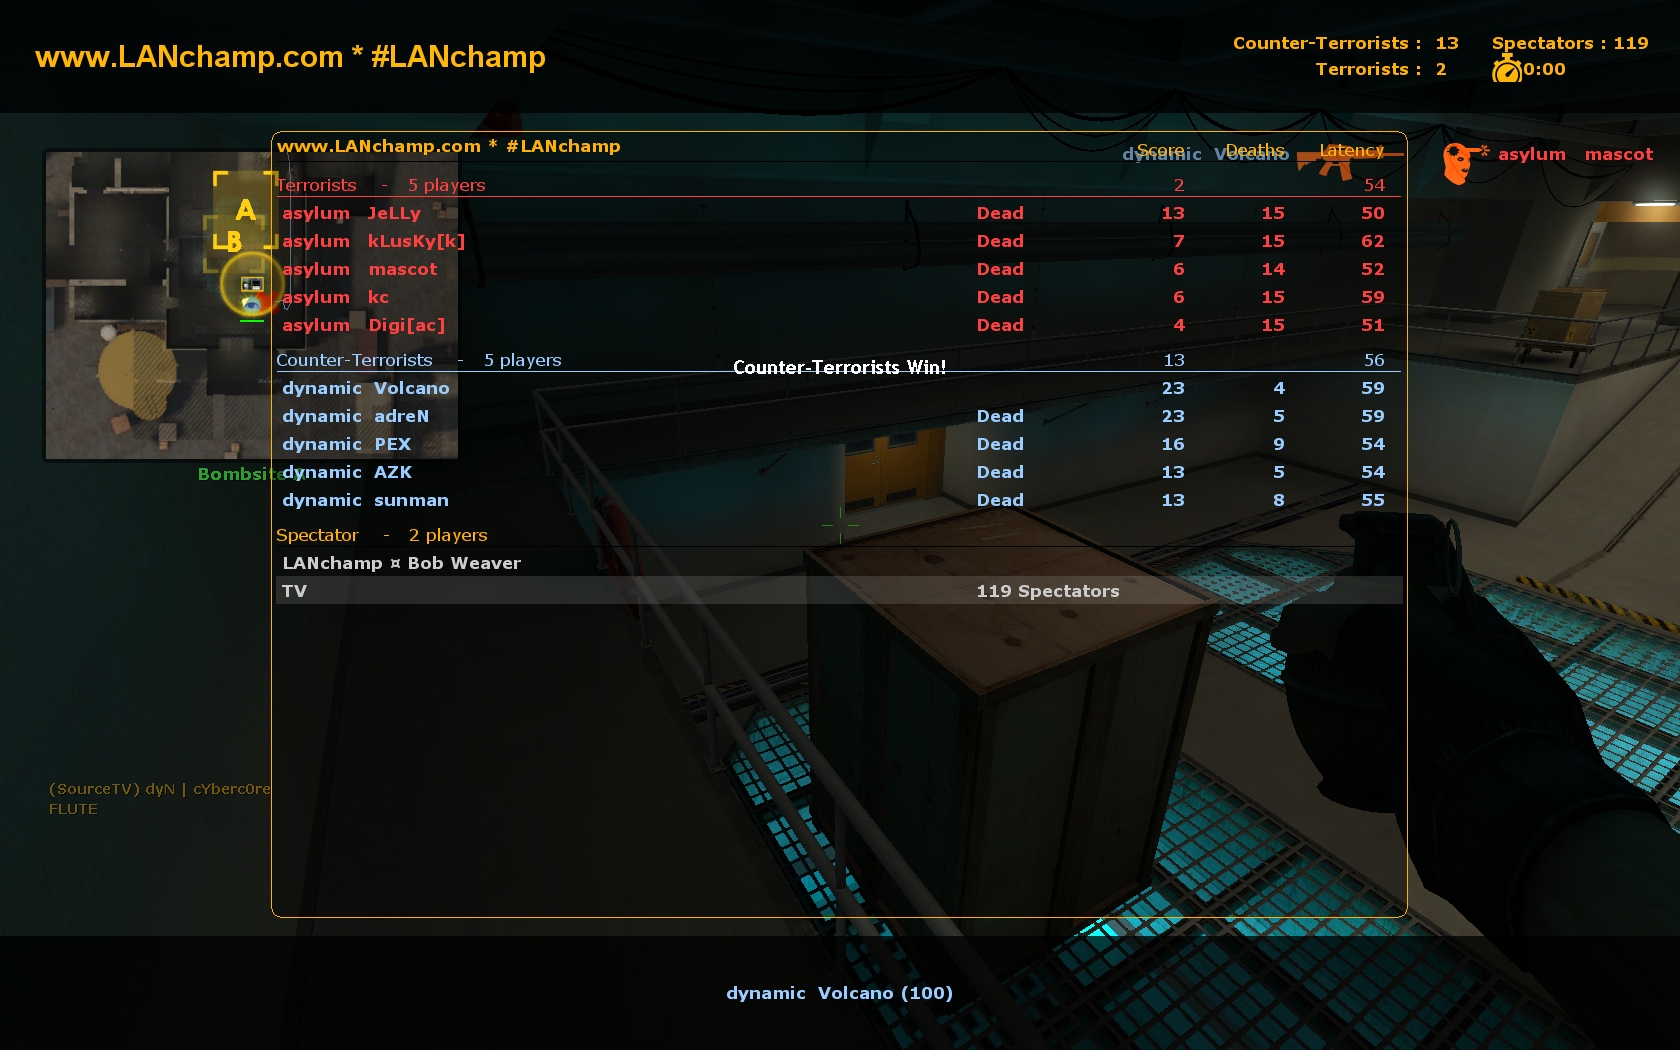 www.LANchamp.com * #LANchamp
Counter-Terrorists : 13 Spectators : 119
Terrorists : 2 0:00
www.LANchamp.com * #LANchamp Score Deaths Latency
dynamic Volcano asylum mascot
Terrorists - 5 players 2 54
asylum JeLLy Dead 13 15 50
asylum kLusKy[k] Dead 7 15 62
asylum mascot Dead 6 14 52
asylum kc Dead 6 15 59
asylum Digi[ac] Dead 4 15 51
A
B
Counter-Terrorists - 5 players 13 56
Counter-Terrorists Win!
dynamic Volcano 23 4 59
dynamic adreN Dead 23 5 59
dynamic PEX Dead 16 9 54
dynamic AZK Dead 13 5 54
dynamic sunman Dead 13 8 55
Bombsite
Spectator - 2 players
LANchamp ¤ Bob Weaver
TV 119 Spectators
(SourceTV) dyN | cYberc0re
FLUTE
dynamic Volcano (100)